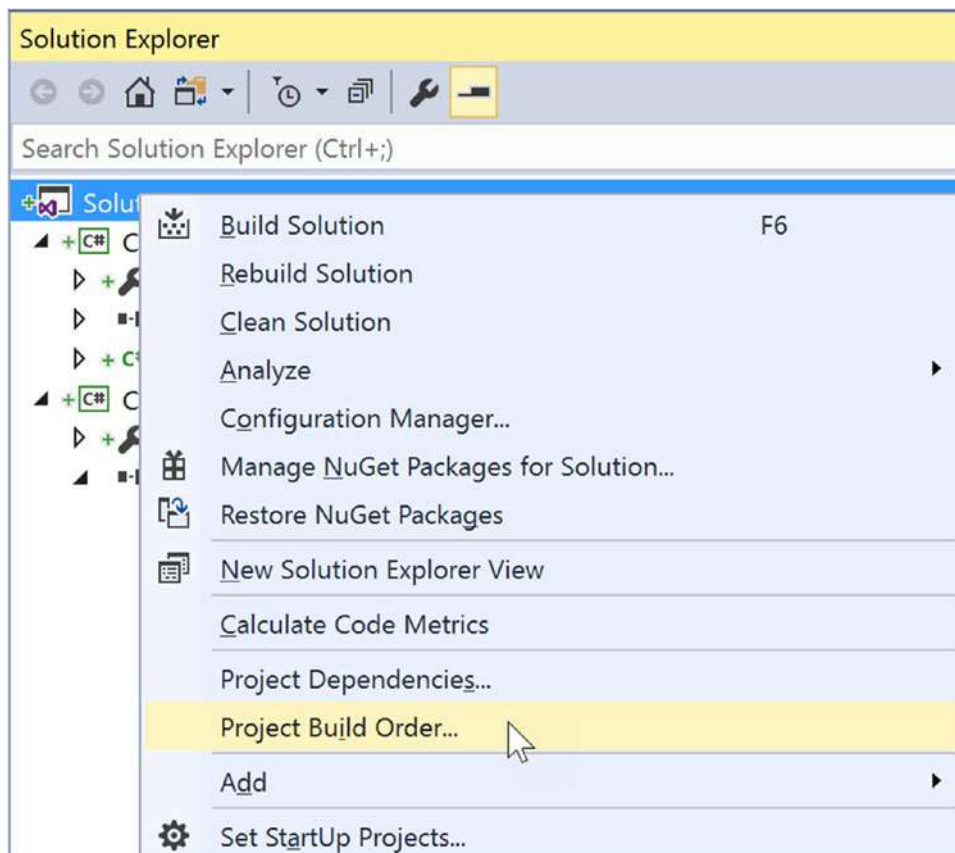 Solution Explorer
Search Solution Explorer (Ctrl+;)
Build Solution F6
Rebuild Solution
C#
Clean Solution
Analyze
C#
Configuration Manager...
Manage NuGet Packages for Solution...
Restore NuGet Packages
New Solution Explorer View
Calculate Code Metrics
Project Dependencies...
Project Build Order...
Add
Set StartUp Projects...